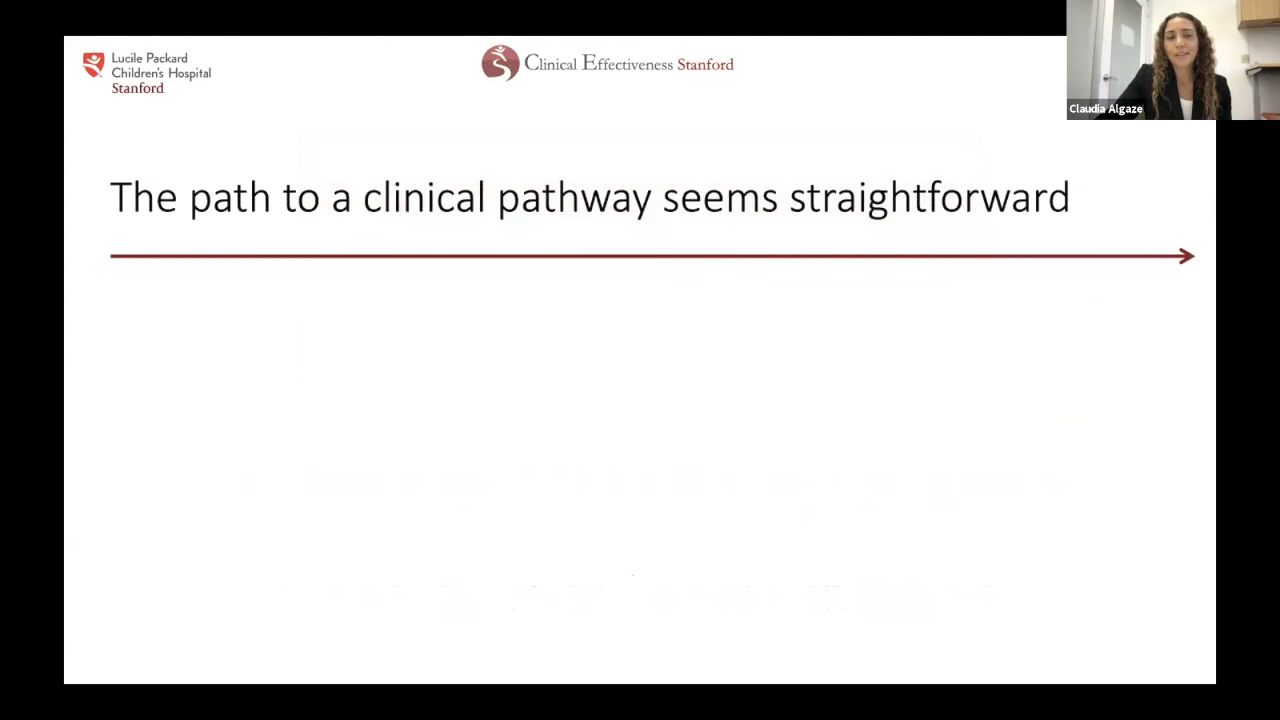 Lucile Packard
Children's Hospital
Stanford
Clinical Effectiveness Stanford
Claudia Algaze
The path to a clinical pathway seems straightforward